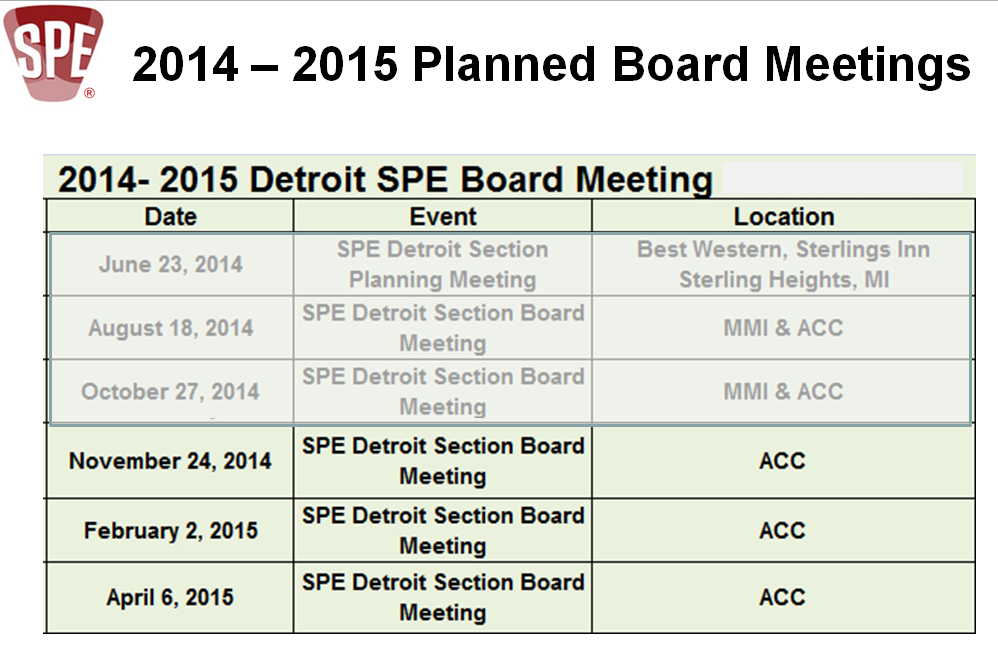 SPE
®
2014 – 2015 Planned Board Meetings
2014- 2015 Detroit SPE Board Meeting
Date Event Location
June 23, 2014
SPE Detroit Section
Planning Meeting
Best Western, Sterlings Inn
Sterling Heights, MI
August 18, 2014
SPE Detroit Section Board
Meeting
MMI & ACC
October 27, 2014
SPE Detroit Section Board
Meeting
MMI & ACC
November 24, 2014
SPE Detroit Section Board
Meeting
ACC
February 2, 2015
SPE Detroit Section Board
Meeting
ACC
April 6, 2015
SPE Detroit Section Board
Meeting
ACC